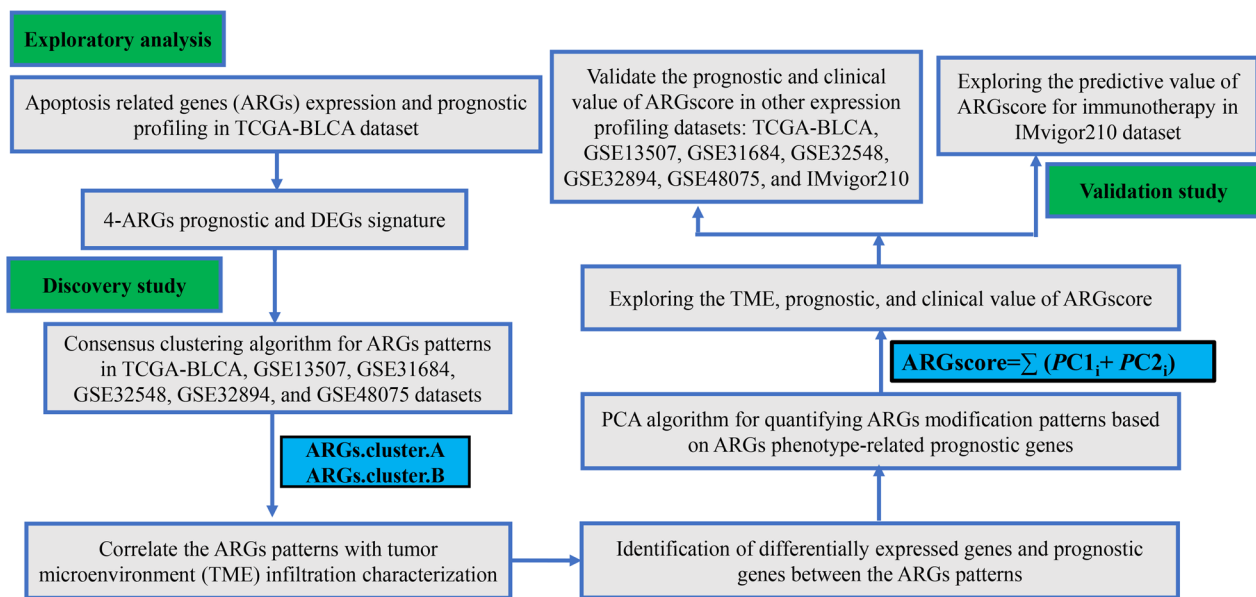 Exploratory analysis
Apoptosis related genes (ARGs) expression and prognostic
profiling in TCGA-BLCA dataset
4-ARGs prognostic and DEGs signature
Discovery study
Consensus clustering algorithm for ARGs patterns
in TCGA-BLCA, GSE13507, GSE31684,
GSE32548, GSE32894, and GSE48075 datasets
ARGs.cluster.A
ARGs.cluster.B
Correlate the ARGs patterns with tumor
microenvironment (TME) infiltration characterization
Identification of differentially expressed genes and prognostic
genes between the ARGs patterns
PCA algorithm for quantifying ARGs modification patterns based
on ARGs phenotype-related prognostic genes
ARGscore=∑ (PC1i+ PC2i)
Exploring the TME, prognostic, and clinical value of ARGscore
Validate the prognostic and clinical
value of ARGscore in other expression
profiling datasets: TCGA-BLCA,
GSE13507, GSE31684, GSE32548,
GSE32894, GSE48075, and IMvigor210
Exploring the predictive value of
ARGscore for immunotherapy in
IMvigor210 dataset
Validation study